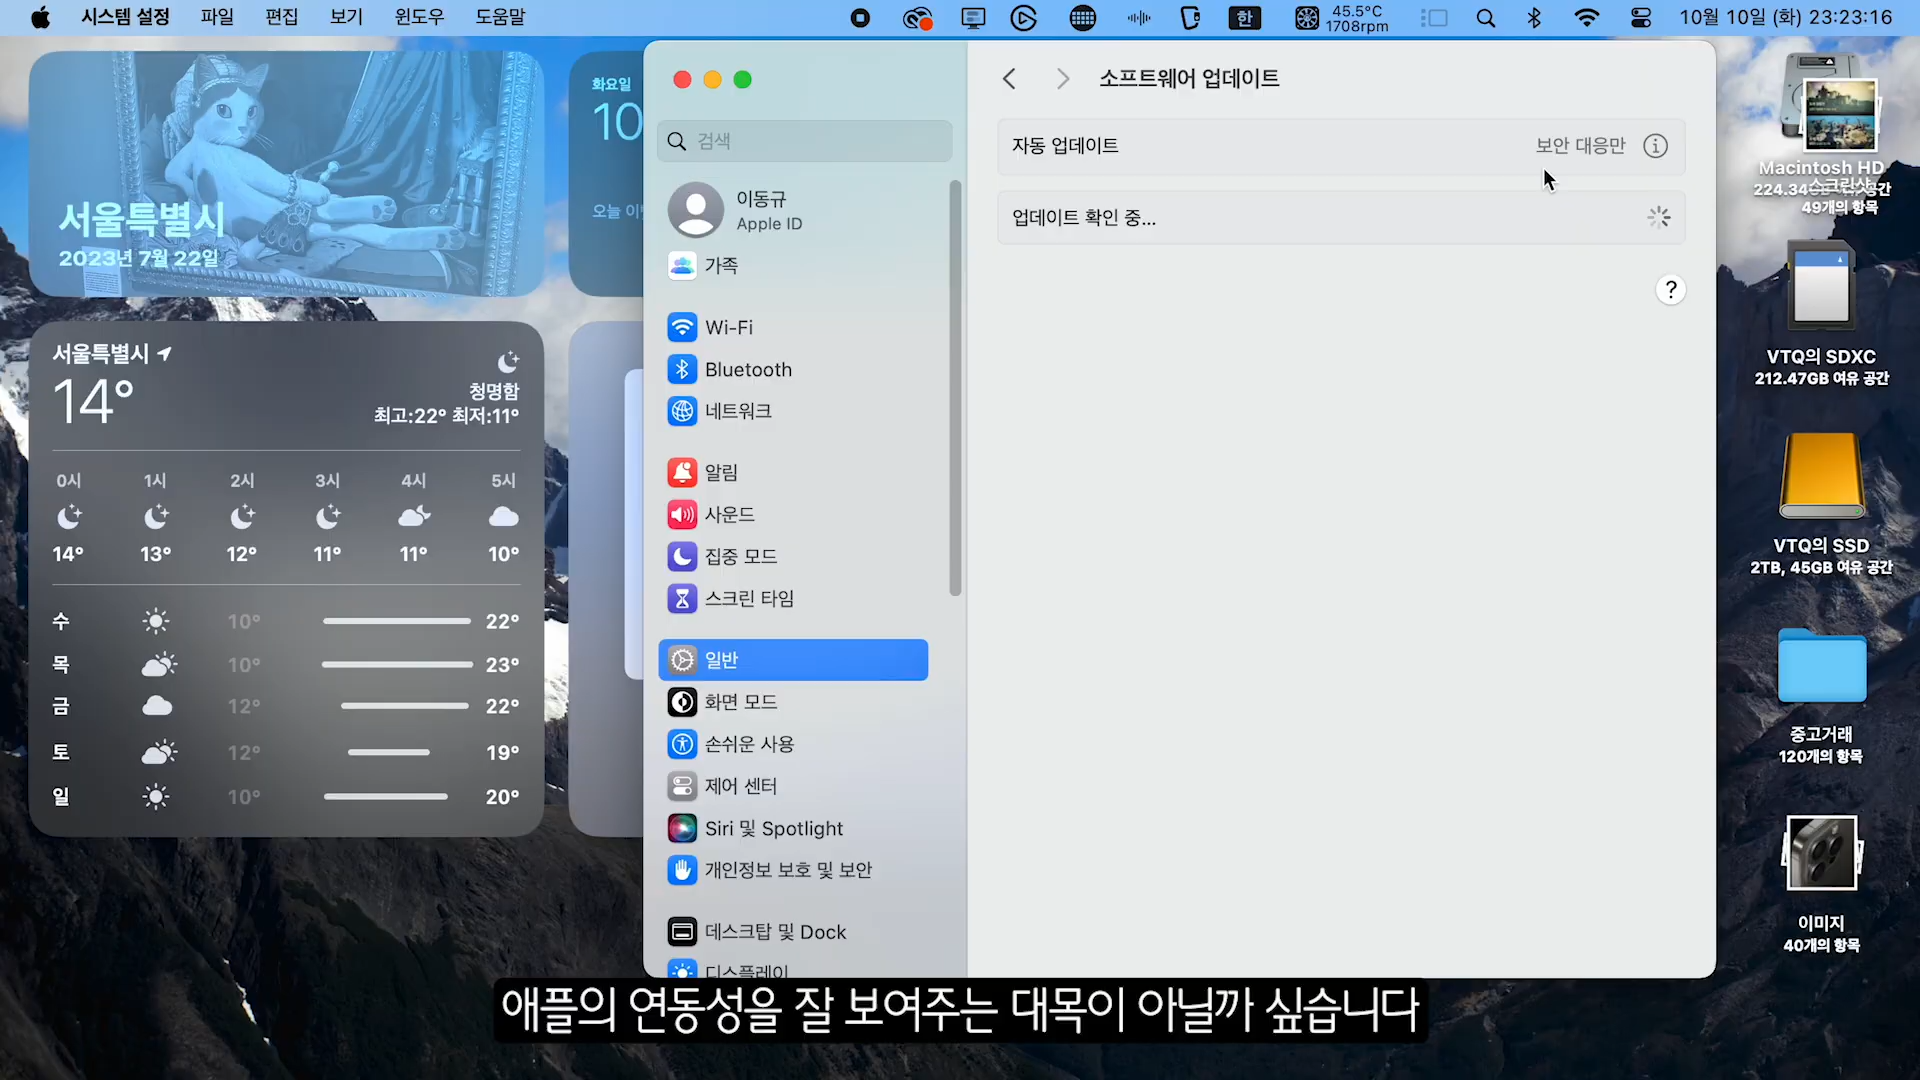 시스템 설정 파일 편집 보기 윈도우 도움말
한
45.5°C
1708rpm
10월 10일 (화) 23:23:16
서울특별시
2023년 7월 22일
화요일
10
오늘 이
서울특별시
14°
청명함
최고:22° 최저:11°
0시 1시 2시 3시 4시 5시
14° 13° 12° 11° 11° 10°
수 10° 22°
목 10° 23°
금 12° 22°
토 12° 19°
일 10° 20°
검색
이동규
Apple ID
가족
Wi-Fi
Bluetooth
네트워크
알림
사운드
집중 모드
스크린 타임
일반
화면 모드
손쉬운 사용
제어 센터
Siri 및 Spotlight
개인정보 보호 및 보안
데스크탑 및 Dock
디스플레이
소프트웨어 업데이트
자동 업데이트 보안 대응만
업데이트 확인 중...
?
Macintosh HD
스크린샷
49개의 항목
VTQ의 SDXC
212.47GB 여유 공간
VTQ의 SSD
2TB, 45GB 여유 공간
중고거래
120개의 항목
이미지
40개의 항목
애플의 연동성을 잘 보여주는 대목이 아닐까 싶습니다